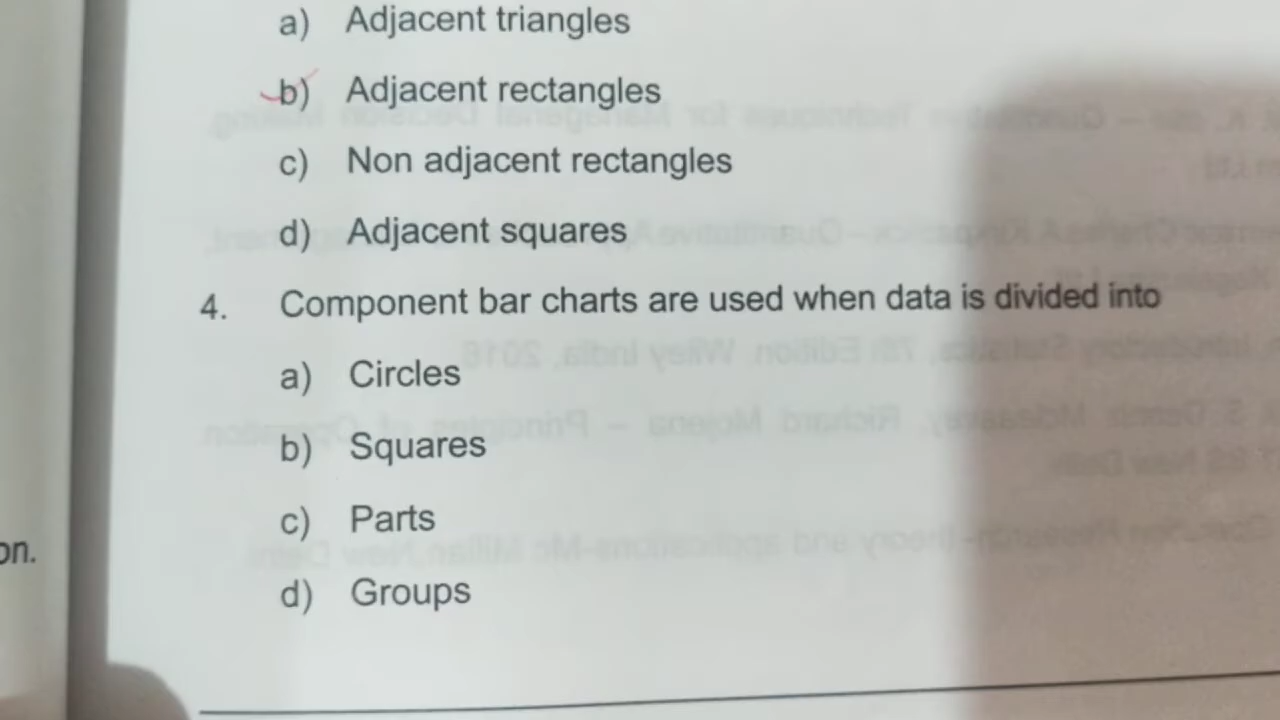 a) Adjacent triangles
b) Adjacent rectangles
c) Non adjacent rectangles
d) Adjacent squares
4. Component bar charts are used when data is divided into
a) Circles
b) Squares
c) Parts
on.
d) Groups